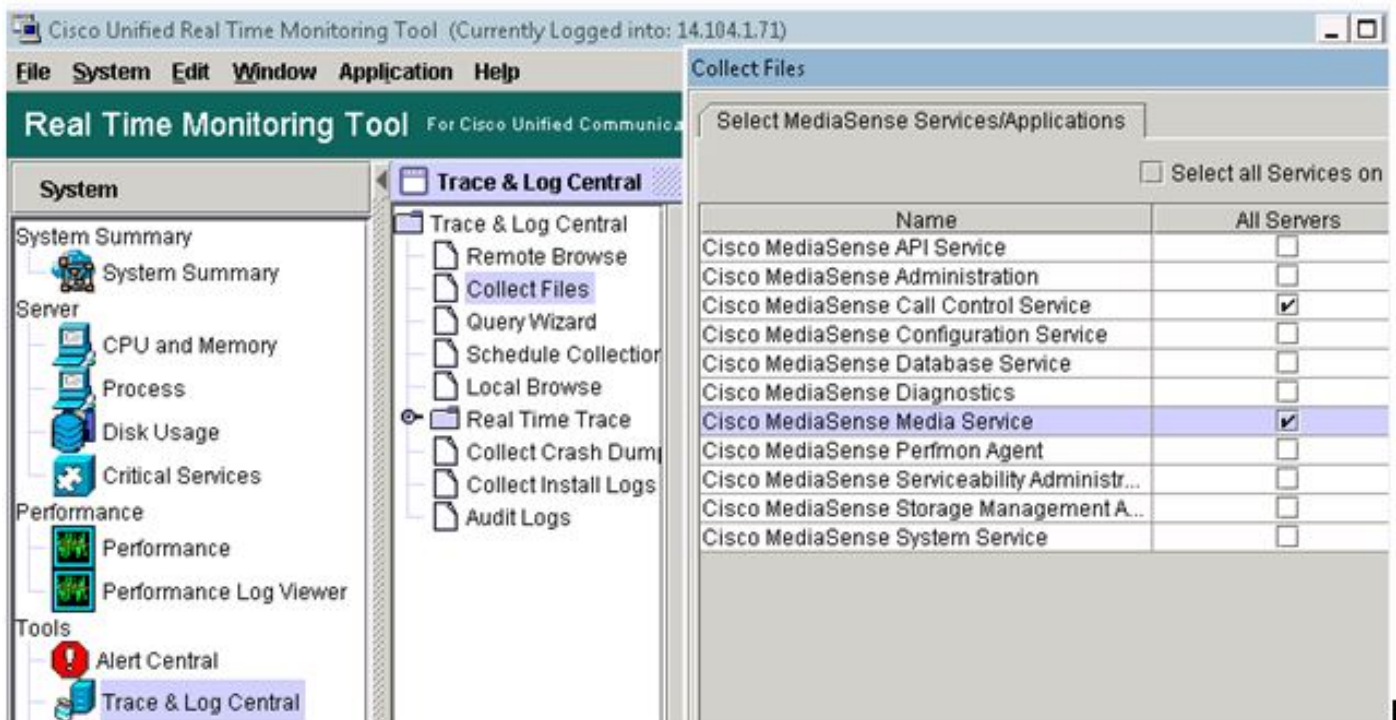 Cisco Unified Real Time Monitoring Tool (Currently Logged into: 14.104.1.71)
File System Edit Window Application Help
Real Time Monitoring Tool For Cisco Unified Communica
System
System Summary
System Summary
Server
CPU and Memory
Process
Disk Usage
Critical Services
Performance
Performance
Performance Log Viewer
Tools
Alert Central
Trace & Log Central
Trace & Log Central
Trace & Log Central
Remote Browse
Collect Files
Query Wizard
Schedule Collection
Local Browse
Real Time Trace
Collect Crash Dump
Collect Install Logs
Audit Logs
Collect Files
Select MediaSense Services/Applications
Select all Services on
Name All Servers
Cisco MediaSense API Service
Cisco MediaSense Administration
Cisco MediaSense Call Control Service
Cisco MediaSense Configuration Service
Cisco MediaSense Database Service
Cisco MediaSense Diagnostics
Cisco MediaSense Media Service
Cisco MediaSense Perfmon Agent
Cisco MediaSense Serviceability Administr...
Cisco MediaSense Storage Management A...
Cisco MediaSense System Service